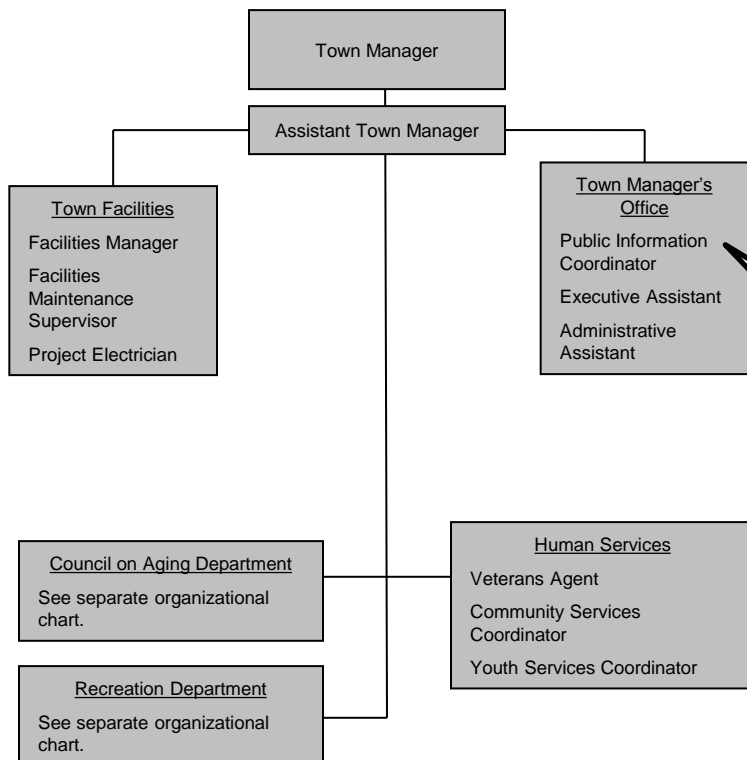 Town Manager
Assistant Town Manager
Town Facilities
Facilities Manager
Facilities
Maintenance
Supervisor
Project Electrician
Town Manager’s
Office
Public Information
Coordinator
Executive Assistant
Administrative
Assistant
Council on Aging Department
See separate organizational
chart.
Human Services
Veterans Agent
Community Services
Coordinator
Youth Services Coordinator
Recreation Department
See separate organizational
chart.